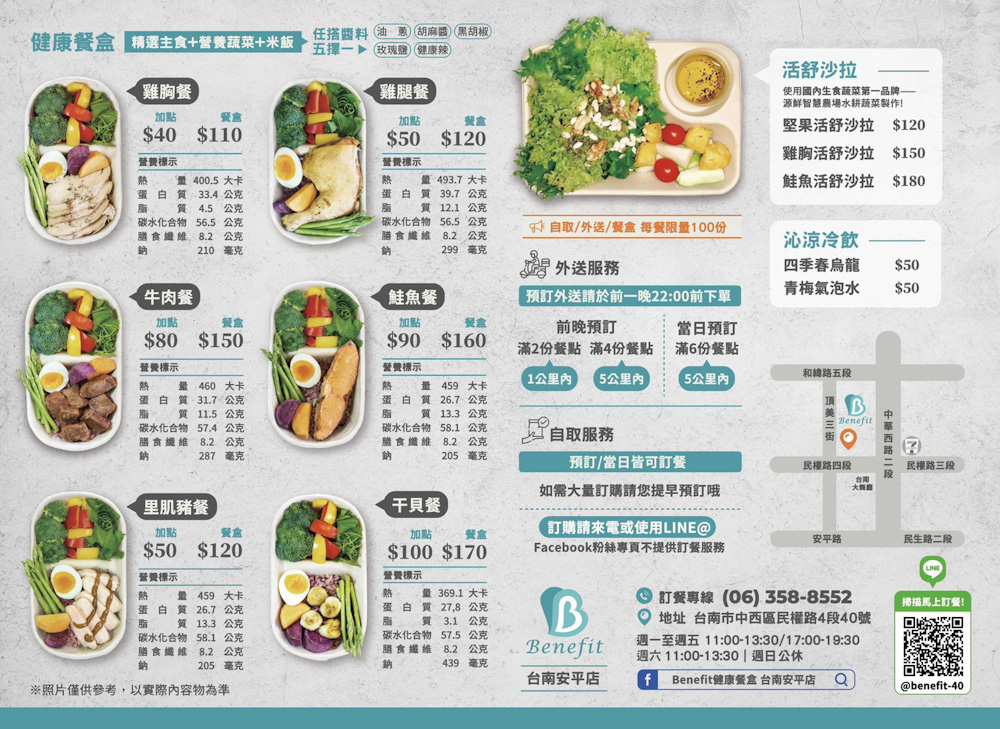 健康餐盒
精選主食+營養蔬菜+米飯
任搭醬料
五擇一
油 蔥 胡麻醬 黑胡椒
玫瑰鹽 健康辣
雞胸餐
加點 餐盒
$40 $110
營養標示
熱量 400.5 大卡
蛋白質 33.4 公克
脂質 4.5 公克
碳水化合物 56.5 公克
膳食纖維 8.2 公克
鈉 210 毫克
雞腿餐
加點 餐盒
$50 $120
營養標示
熱量 493.7 大卡
蛋白質 39.7 公克
脂質 12.1 公克
碳水化合物 56.5 公克
膳食纖維 8.2 公克
鈉 299 毫克
牛肉餐
加點 餐盒
$80 $150
營養標示
熱量 460 大卡
蛋白質 31.7 公克
脂質 11.5 公克
碳水化合物 57.4 公克
膳食纖維 8.2 公克
鈉 287 毫克
鮭魚餐
加點 餐盒
$90 $160
營養標示
熱量 459 大卡
蛋白質 26.7 公克
脂質 13.3 公克
碳水化合物 58.1 公克
膳食纖維 8.2 公克
鈉 205 毫克
里肌豬餐
加點 餐盒
$50 $120
營養標示
熱量 459 大卡
蛋白質 26.7 公克
脂質 13.3 公克
碳水化合物 58.1 公克
膳食纖維 8.2 公克
鈉 205 毫克
干貝餐
加點 餐盒
$100 $170
營養標示
熱量 369.1 大卡
蛋白質 27,8 公克
脂質 3.1 公克
碳水化合物 57.5 公克
膳食纖維 8.2 公克
鈉 439 毫克
※照片僅供參考，以實際內容物為準
自取/外送/餐盒 每餐限量100份
外送服務
預訂外送請於前一晚22:00前下單
前晚預訂
滿2份餐點 滿4份餐點
1公里內 5公里內
當日預訂
滿6份餐點
5公里內
自取服務
預訂/當日皆可訂餐
如需大量訂購請您提早預訂哦
訂購請來電或使用LINE@
Facebook粉絲專頁不提供訂餐服務
活舒沙拉
使用國內生食蔬菜第一品牌——
源鮮智慧農場水耕蔬菜製作!
堅果活舒沙拉 $120
雞胸活舒沙拉 $150
鮭魚活舒沙拉 $180
沁涼冷飲
四季春烏龍 $50
青梅氣泡水 $50
和緯路五段
頂美三街
Benefit
中華西路二段
7
民權路四段
民權路三段
台南
大舞廳
安平路
民生路二段
Benefit
台南安平店
訂餐專線 (06) 358-8552
地址 台南市中西區民權路4段40號
週一至週五 11:00-13:30/17:00-19:30
週六 11:00-13:30｜週日公休
f Benefit健康餐盒 台南安平店
LINE
掃描馬上訂餐!
@benefit-40